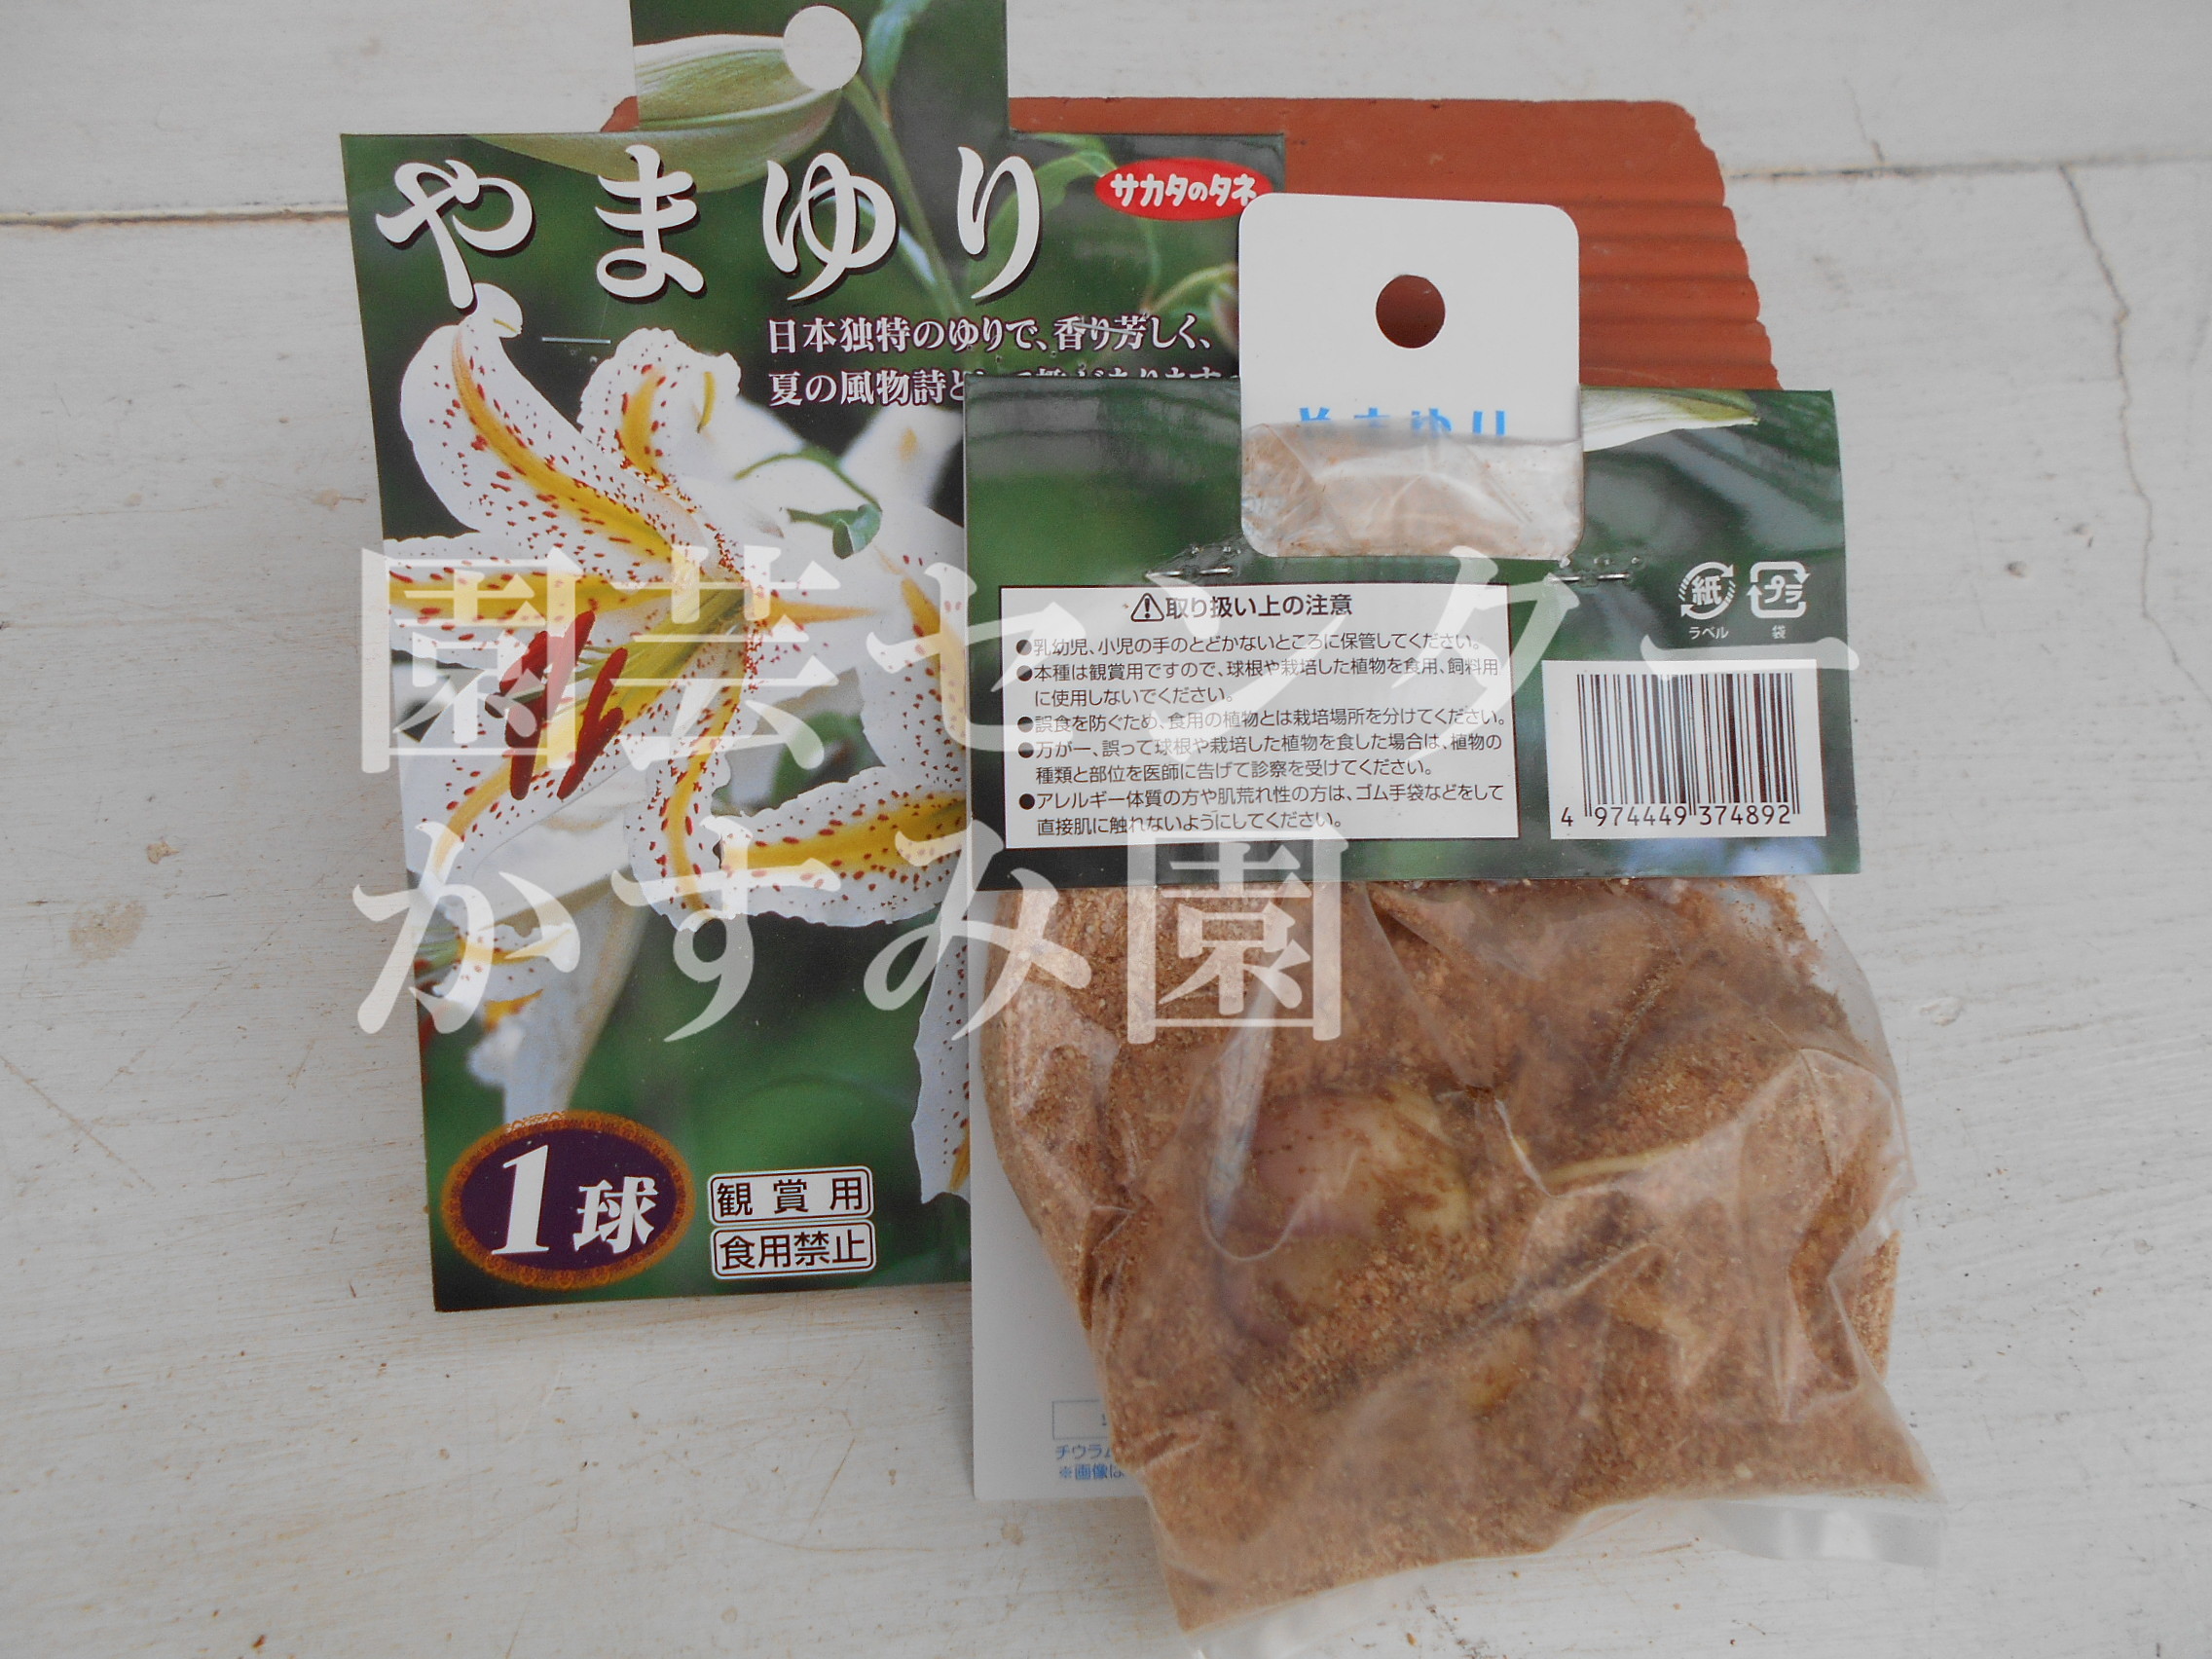 やまゆり
サカタのタネ
日本独特のゆりで、香り芳しく、
夏の風物詩と
1球
観賞用
食用禁止
やまゆり
⚠取り扱い上の注意
●乳幼児、小児の手のとどかないところに保管してください。
●本種は観賞用ですので、球根や栽培した植物を食用、飼料用
に使用しないでください。
●誤食を防ぐため、食用の植物とは栽培場所を分けてください。
●万が一、誤って球根や栽培した植物を食した場合は、植物の
種類と部位を医師に告げて診察を受けてください。
●アレルギー体質の方や肌荒れ性の方は、ゴム手袋などをして
直接肌に触れないようにしてください。
紙 プラ
ラベル 袋
4 974449 374892
チウラム
※画像は
園芸センター
かすみ園